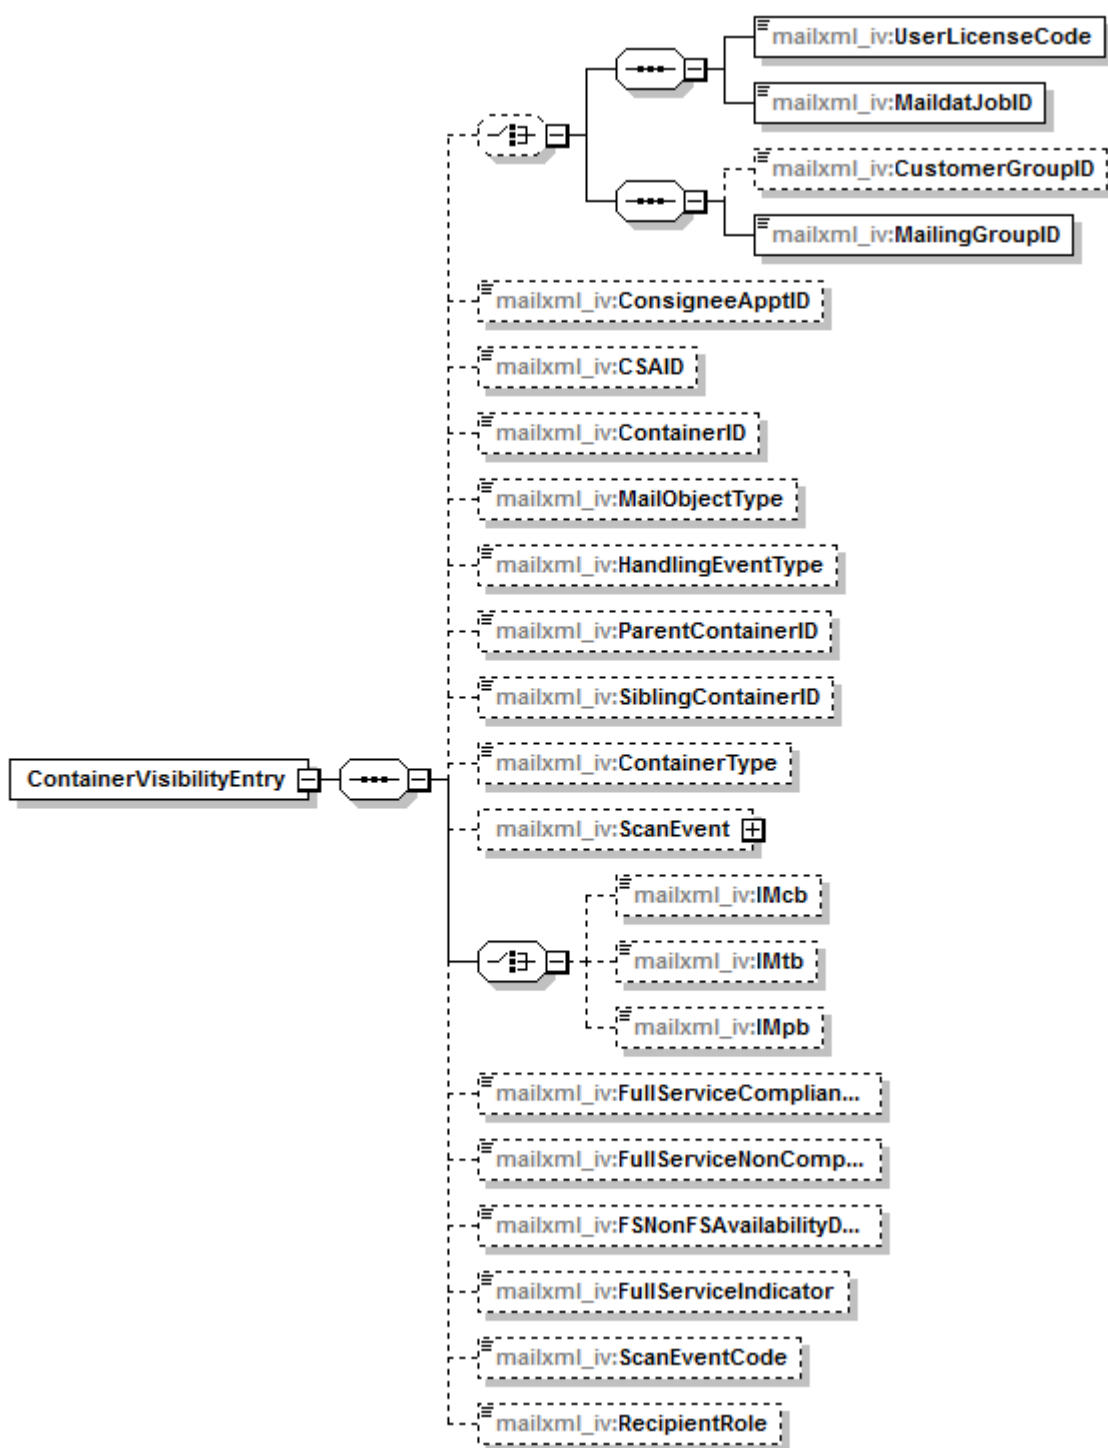 mailxml_iv:UserLicenseCode
mailxml_iv:MaildatJobID
mailxml_iv:CustomerGroupID
mailxml_iv:MailingGroupID
mailxml_iv:ConsigneeApptID
mailxml_iv:CSAID
mailxml_iv:ContainerID
mailxml_iv:MailObjectType
mailxml_iv:HandlingEventType
mailxml_iv:ParentContainerID
mailxml_iv:SiblingContainerID
mailxml_iv:ContainerType
ContainerVisibilityEntry
mailxml_iv:ScanEvent
mailxml_iv:IMcb
mailxml_iv:IMtb
mailxml_iv:IMpb
mailxml_iv:FullServiceComplian...
mailxml_iv:FullServiceNonComp...
mailxml_iv:FSNonFSAvailabilityD...
mailxml_iv:FullServiceIndicator
mailxml_iv:ScanEventCode
mailxml_iv:RecipientRole